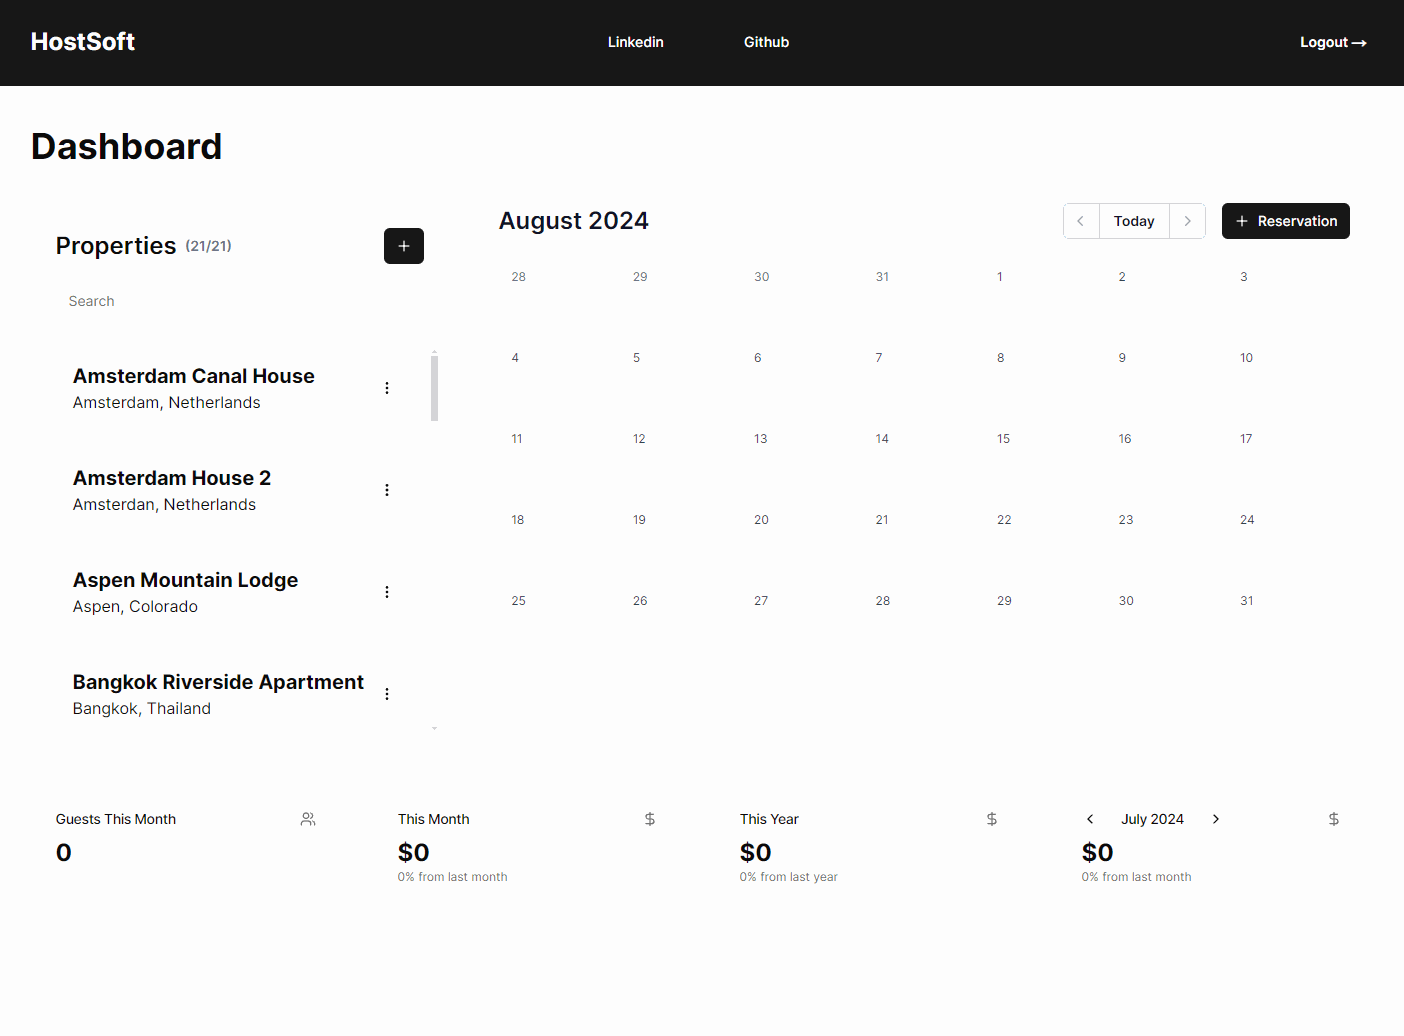 HostSoft
Linkedin
Github
Logout →
Dashboard
Properties (21/21)
+
Search
Amsterdam Canal House
Amsterdam, Netherlands
Amsterdam House 2
Amsterdan, Netherlands
Aspen Mountain Lodge
Aspen, Colorado
Bangkok Riverside Apartment
Bangkok, Thailand
August 2024
< Today >
+ Reservation
28 29 30 31 1 2 3
4 5 6 7 8 9 10
11 12 13 14 15 16 17
18 19 20 21 22 23 24
25 26 27 28 29 30 31
Guests This Month
0
This Month $
$0
0% from last month
This Year $
$0
0% from last year
< July 2024 > $
$0
0% from last month